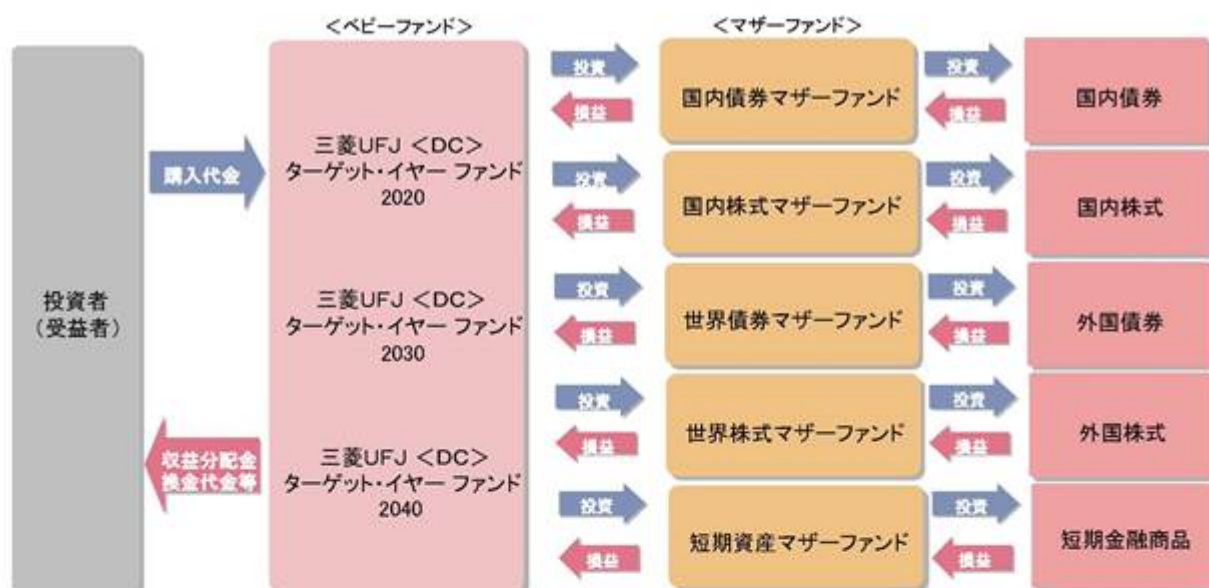 <ベビーファンド>
<マザーファンド>
投資者
(受益者)
購入代金
収益分配金
換金代金等
三菱UFJ <DC>
ターゲット・イヤー ファンド
2020
三菱UFJ <DC>
ターゲット・イヤー ファンド
2030
三菱UFJ <DC>
ターゲット・イヤー ファンド
2040
投資
損益
国内債券マザーファンド
投資
損益
国内債券
投資
損益
国内株式マザーファンド
投資
損益
国内株式
投資
損益
世界債券マザーファンド
投資
損益
外国債券
投資
損益
世界株式マザーファンド
投資
損益
外国株式
投資
損益
短期資産マザーファンド
投資
損益
短期金融商品